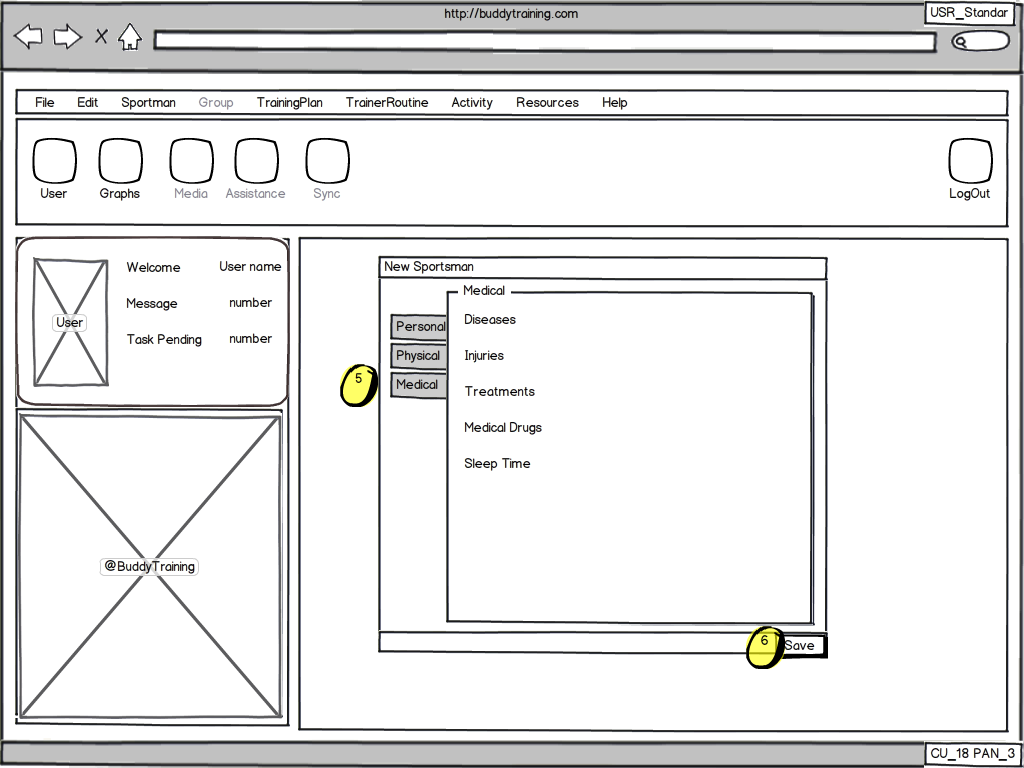 http://buddytraining.com
USR_Standar
File Edit Sportman Group TrainingPlan TrainerRoutine Activity Resources Help
User Graphs Media Assistance Sync LogOut
Welcome User name
Message number
User
Task Pending number
@BuddyTraining
New Sportsman
Medical
Personal
Physical
Medical
Diseases
Injuries
Treatments
Medical Drugs
Sleep Time
5
6
Save
CU_18 PAN_3